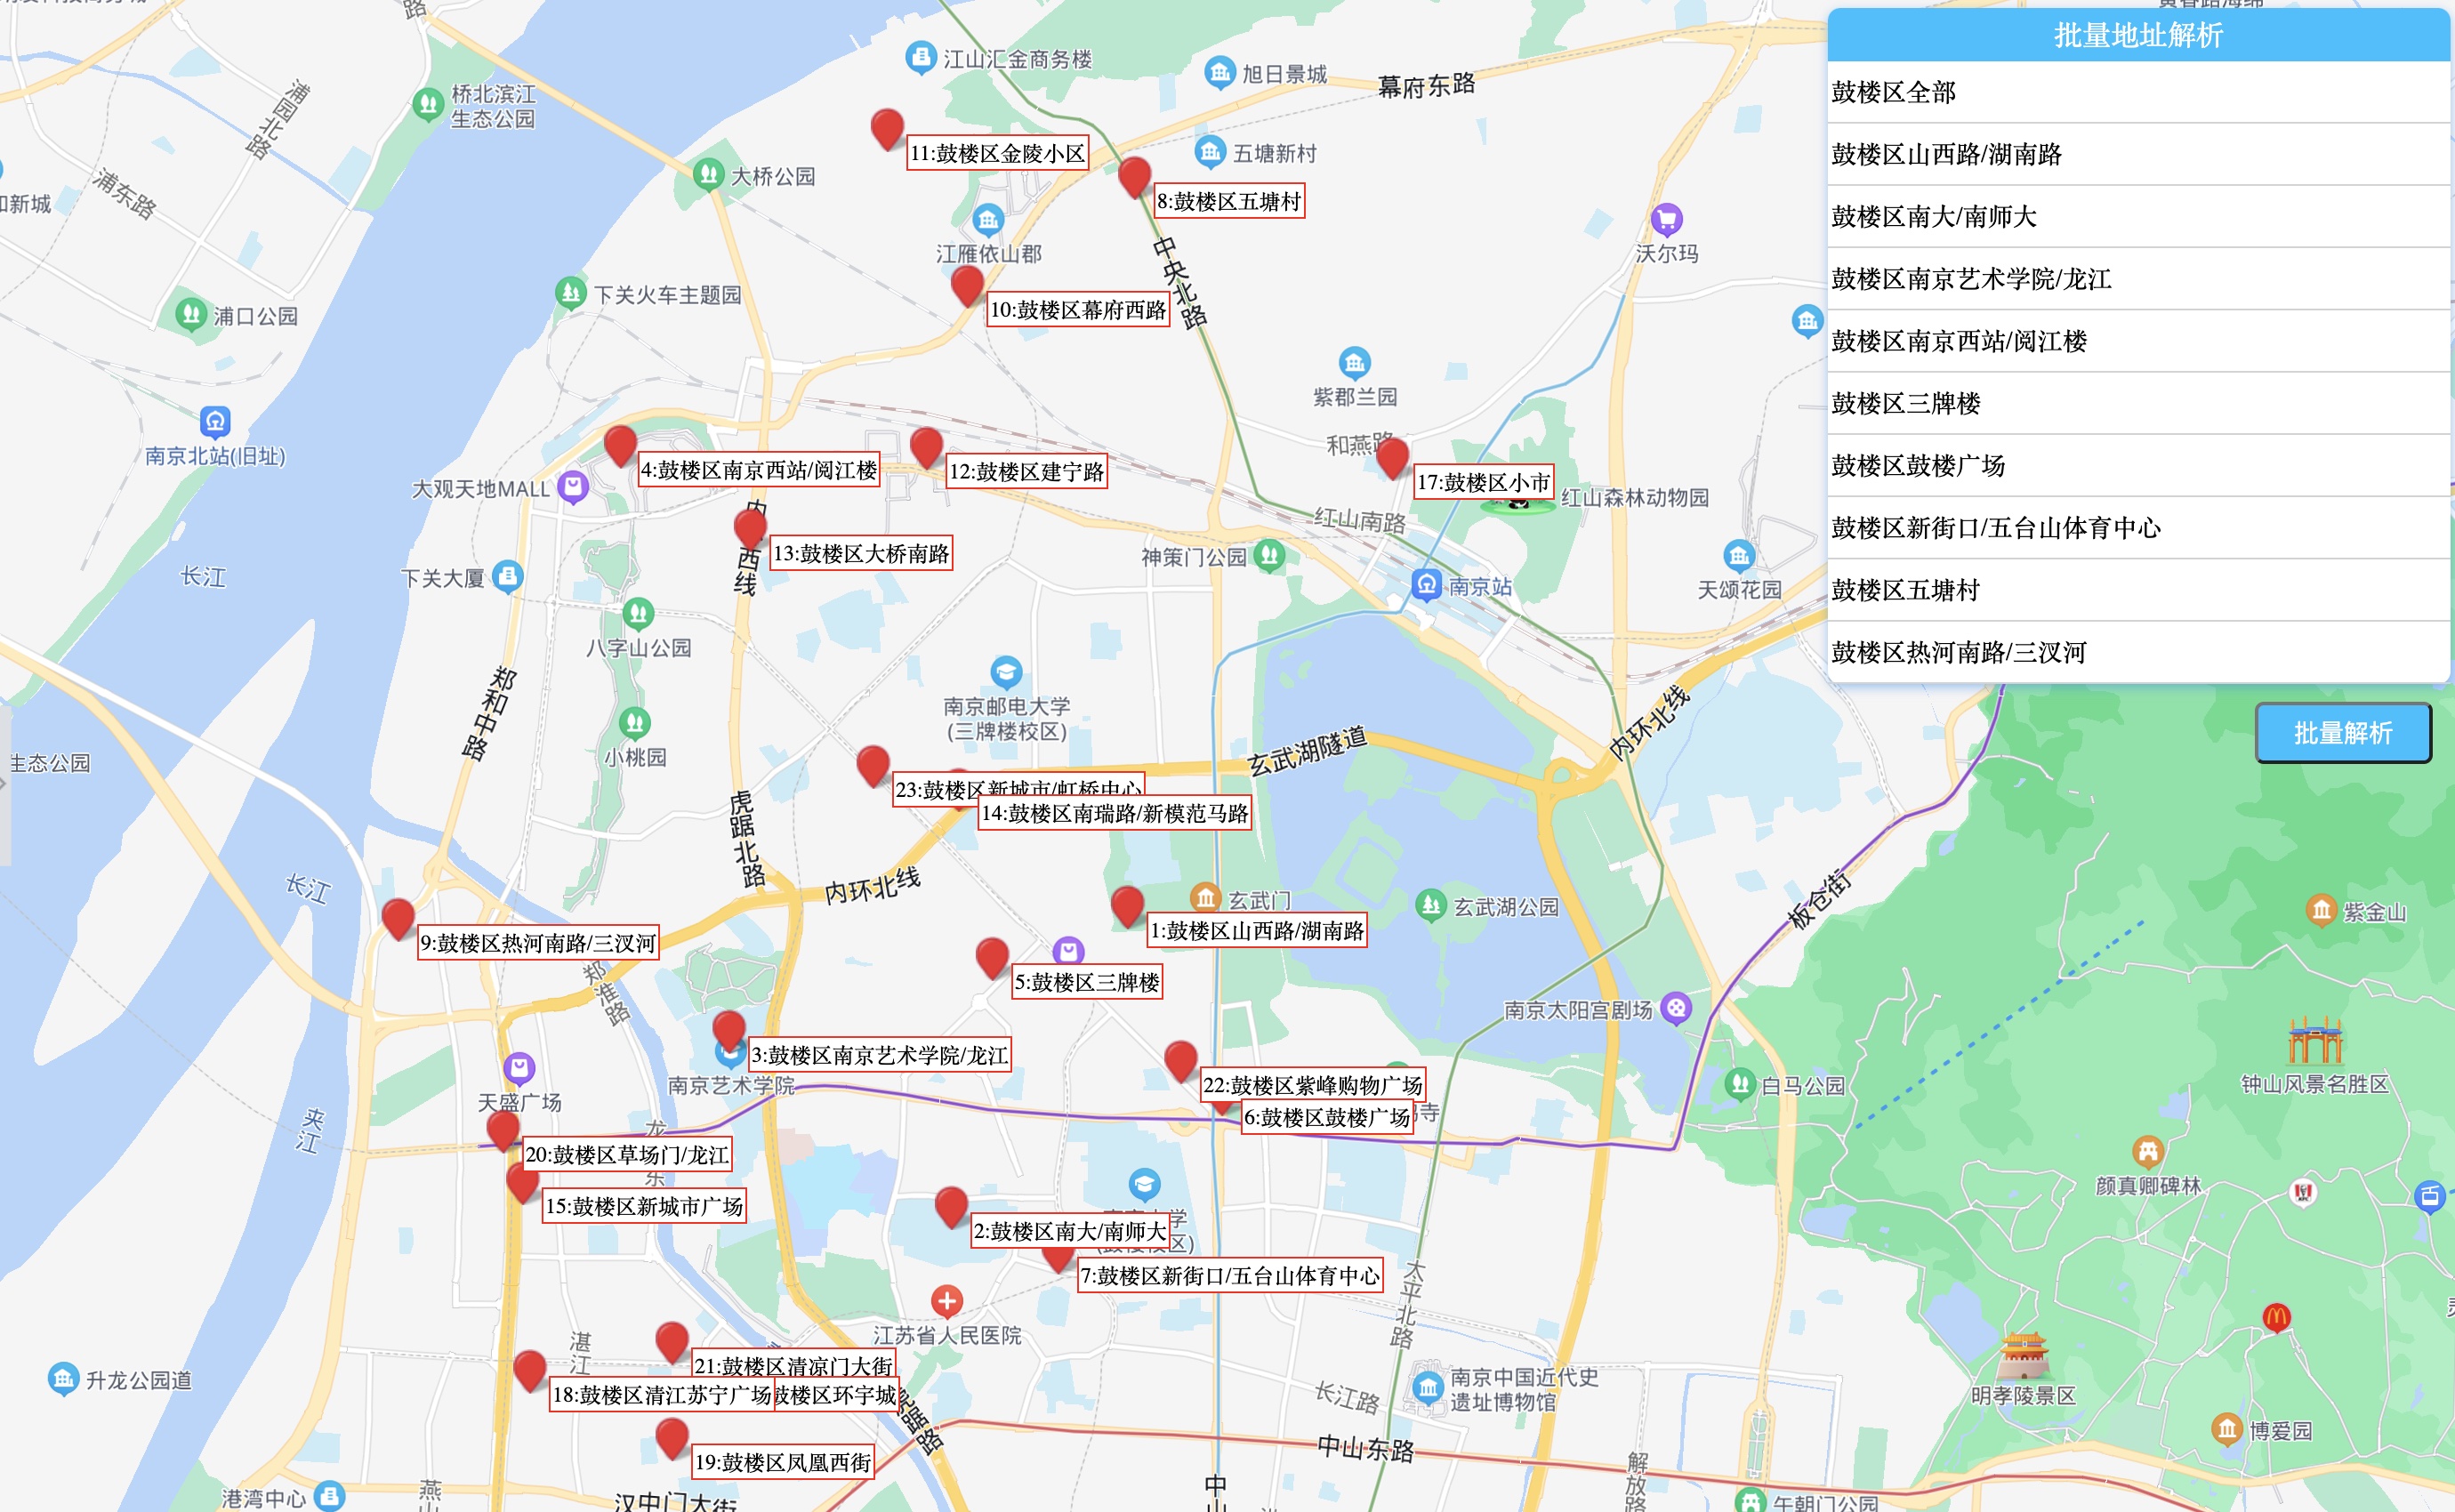 江山汇金商务楼
旭日景城
幕府东路
批量地址解析
鼓楼区全部
鼓楼区山西路/湖南路
鼓楼区南大/南师大
鼓楼区南京艺术学院/龙江
鼓楼区南京西站/阅江楼
鼓楼区三牌楼
鼓楼区鼓楼广场
鼓楼区新街口/五台山体育中心
鼓楼区五塘村
鼓楼区热河南路/三汊河
批量解析
桥北滨江
生态公园
浦园北路
浦东路
大桥公园
11:鼓楼区金陵小区
五塘新村
8:鼓楼区五塘村
江雁依山郡
中央北路
沃尔玛
下关火车主题园
浦口公园
10:鼓楼区幕府西路
紫郡兰园
和燕路
南京北站(旧址)
4:鼓楼区南京西站/阅江楼
12:鼓楼区建宁路
17:鼓楼区小市
大观天地MALL
红山森林动物园
红山南路
13:鼓楼区大桥南路
神策门公园
下关大厦
长江
南京站
天颂花园
八字山公园
郑和中路
南京邮电大学
(三牌楼校区)
小桃园
生态公园
玄武湖隧道
内环北线
23:鼓楼区新城市/虹桥中心
14:鼓楼区南瑞路/新模范马路
虎踞北路
内环北线
长江
玄武门
玄武湖公园
板仓街
紫金山
9:鼓楼区热河南路/三汊河
1:鼓楼区山西路/湖南路
5:鼓楼区三牌楼
郑淮路
南京太阳宫剧场
3:鼓楼区南京艺术学院/龙江
南京艺术学院
22:鼓楼区紫峰购物广场
6:鼓楼区鼓楼广场
白马公园
钟山风景名胜区
天盛广场
夹江
20:鼓楼区草场门/龙江
15:鼓楼区新城市广场
颜真卿碑林
KFC
2:鼓楼区南大/南师大
7:鼓楼区新街口/五台山体育中心
太平北路
江苏省人民医院
湛江
21:鼓楼区清凉门大街
18:鼓楼区清江苏宁广场
鼓楼区环宇城
升龙公园道
长江路
南京中国近代史
遗址博物馆
明孝陵景区
博爱园
19:鼓楼区凤凰西街
中山东路
港湾中心
燕山
汉中门大街
中山
解放路
午朝门公园